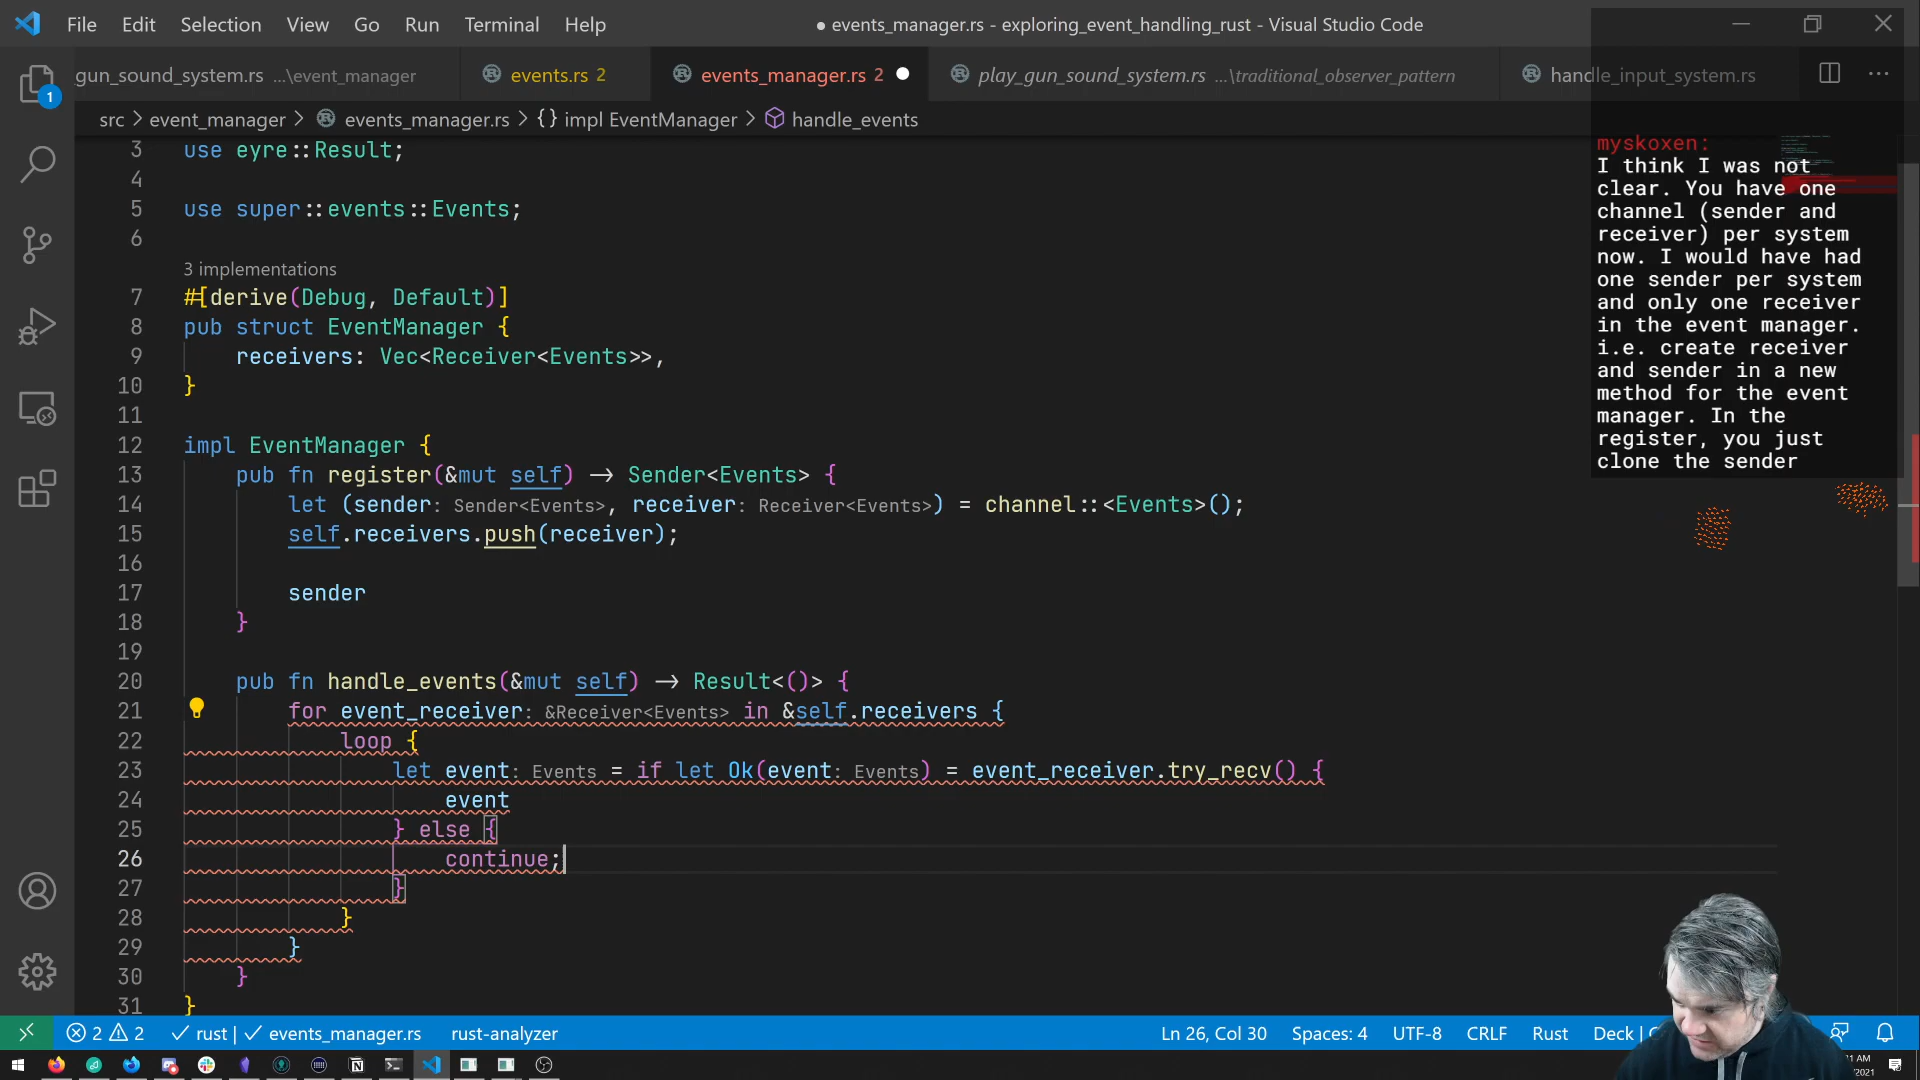 File Edit Selection View Go Run Terminal Help
● events_manager.rs - exploring_event_handling_rust - Visual Studio Code
gun_sound_system.rs ...\event_manager
events.rs 2
events_manager.rs 2
play_gun_sound_system.rs ...\traditional_observer_pattern
handle_input_system.rs
src > event_manager > events_manager.rs > {} impl EventManager > handle_events
3 use eyre::Result;
4
5 use super::events::Events;
6
3 implementations
7 #[derive(Debug, Default)]
8 pub struct EventManager {
9 receivers: Vec<Receiver<Events>>,
10 }
11
12 impl EventManager {
13 pub fn register(&mut self) -> Sender<Events> {
14 let (sender: Sender<Events>, receiver: Receiver<Events>) = channel::<Events>();
15 self.receivers.push(receiver);
16
17 sender
18 }
19
20 pub fn handle_events(&mut self) -> Result<()> {
21 for event_receiver: &Receiver<Events> in &self.receivers {
22 loop {
23 let event: Events = if let Ok(event: Events) = event_receiver.try_recv() {
24 event
25 } else {
26 continue;
27 }
28 }
29 }
30 }
31 }
myskoxen:
I think I was not
clear. You have one
channel (sender and
receiver) per system
now. I would have had
one sender per system
and only one receiver
in the event manager.
i.e. create receiver
and sender in a new
method for the event
manager. In the
register, you just
clone the sender
1
2 2 rust | events_manager.rs rust-analyzer
Ln 26, Col 30 Spaces: 4 UTF-8 CRLF Rust Deck